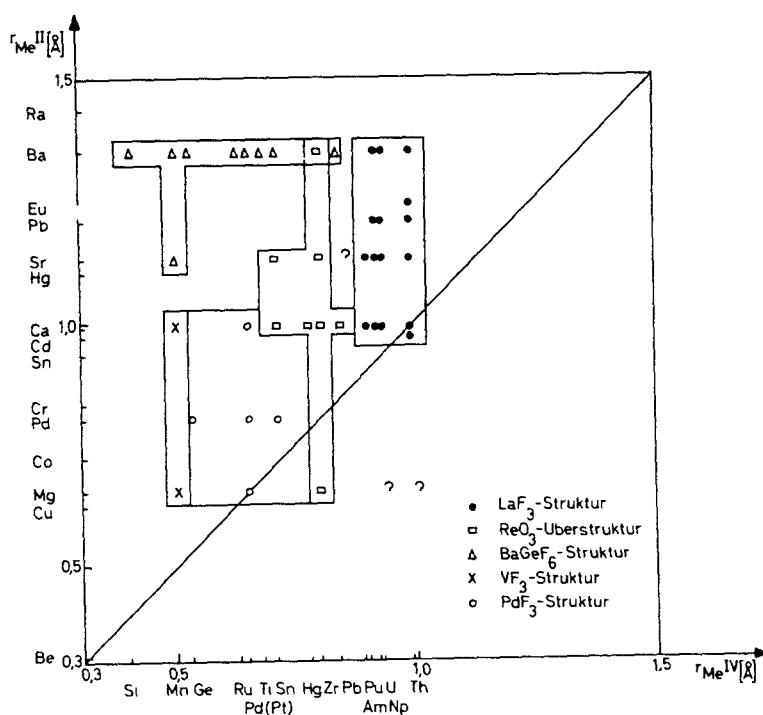 r Me II [Å]
1,5
Ra
Ba
Eu
Pb
Sr
Hg
1,0
Ca
Cd
Sn
Cr
Pd
Co
Mg
Cu
0,5
Be
0,3
? 
? ?
LaF3-Struktur
ReO3-Uberstruktur
BaGeF6-Struktur
VF3-Struktur
PdF3-Struktur
0,3 0,5 1,0 1,5
r Me IV [Å]
Si Mn Ge Ru Ti Sn Hg Zr Pb Pu U Th
Pd(Pt) Am Np